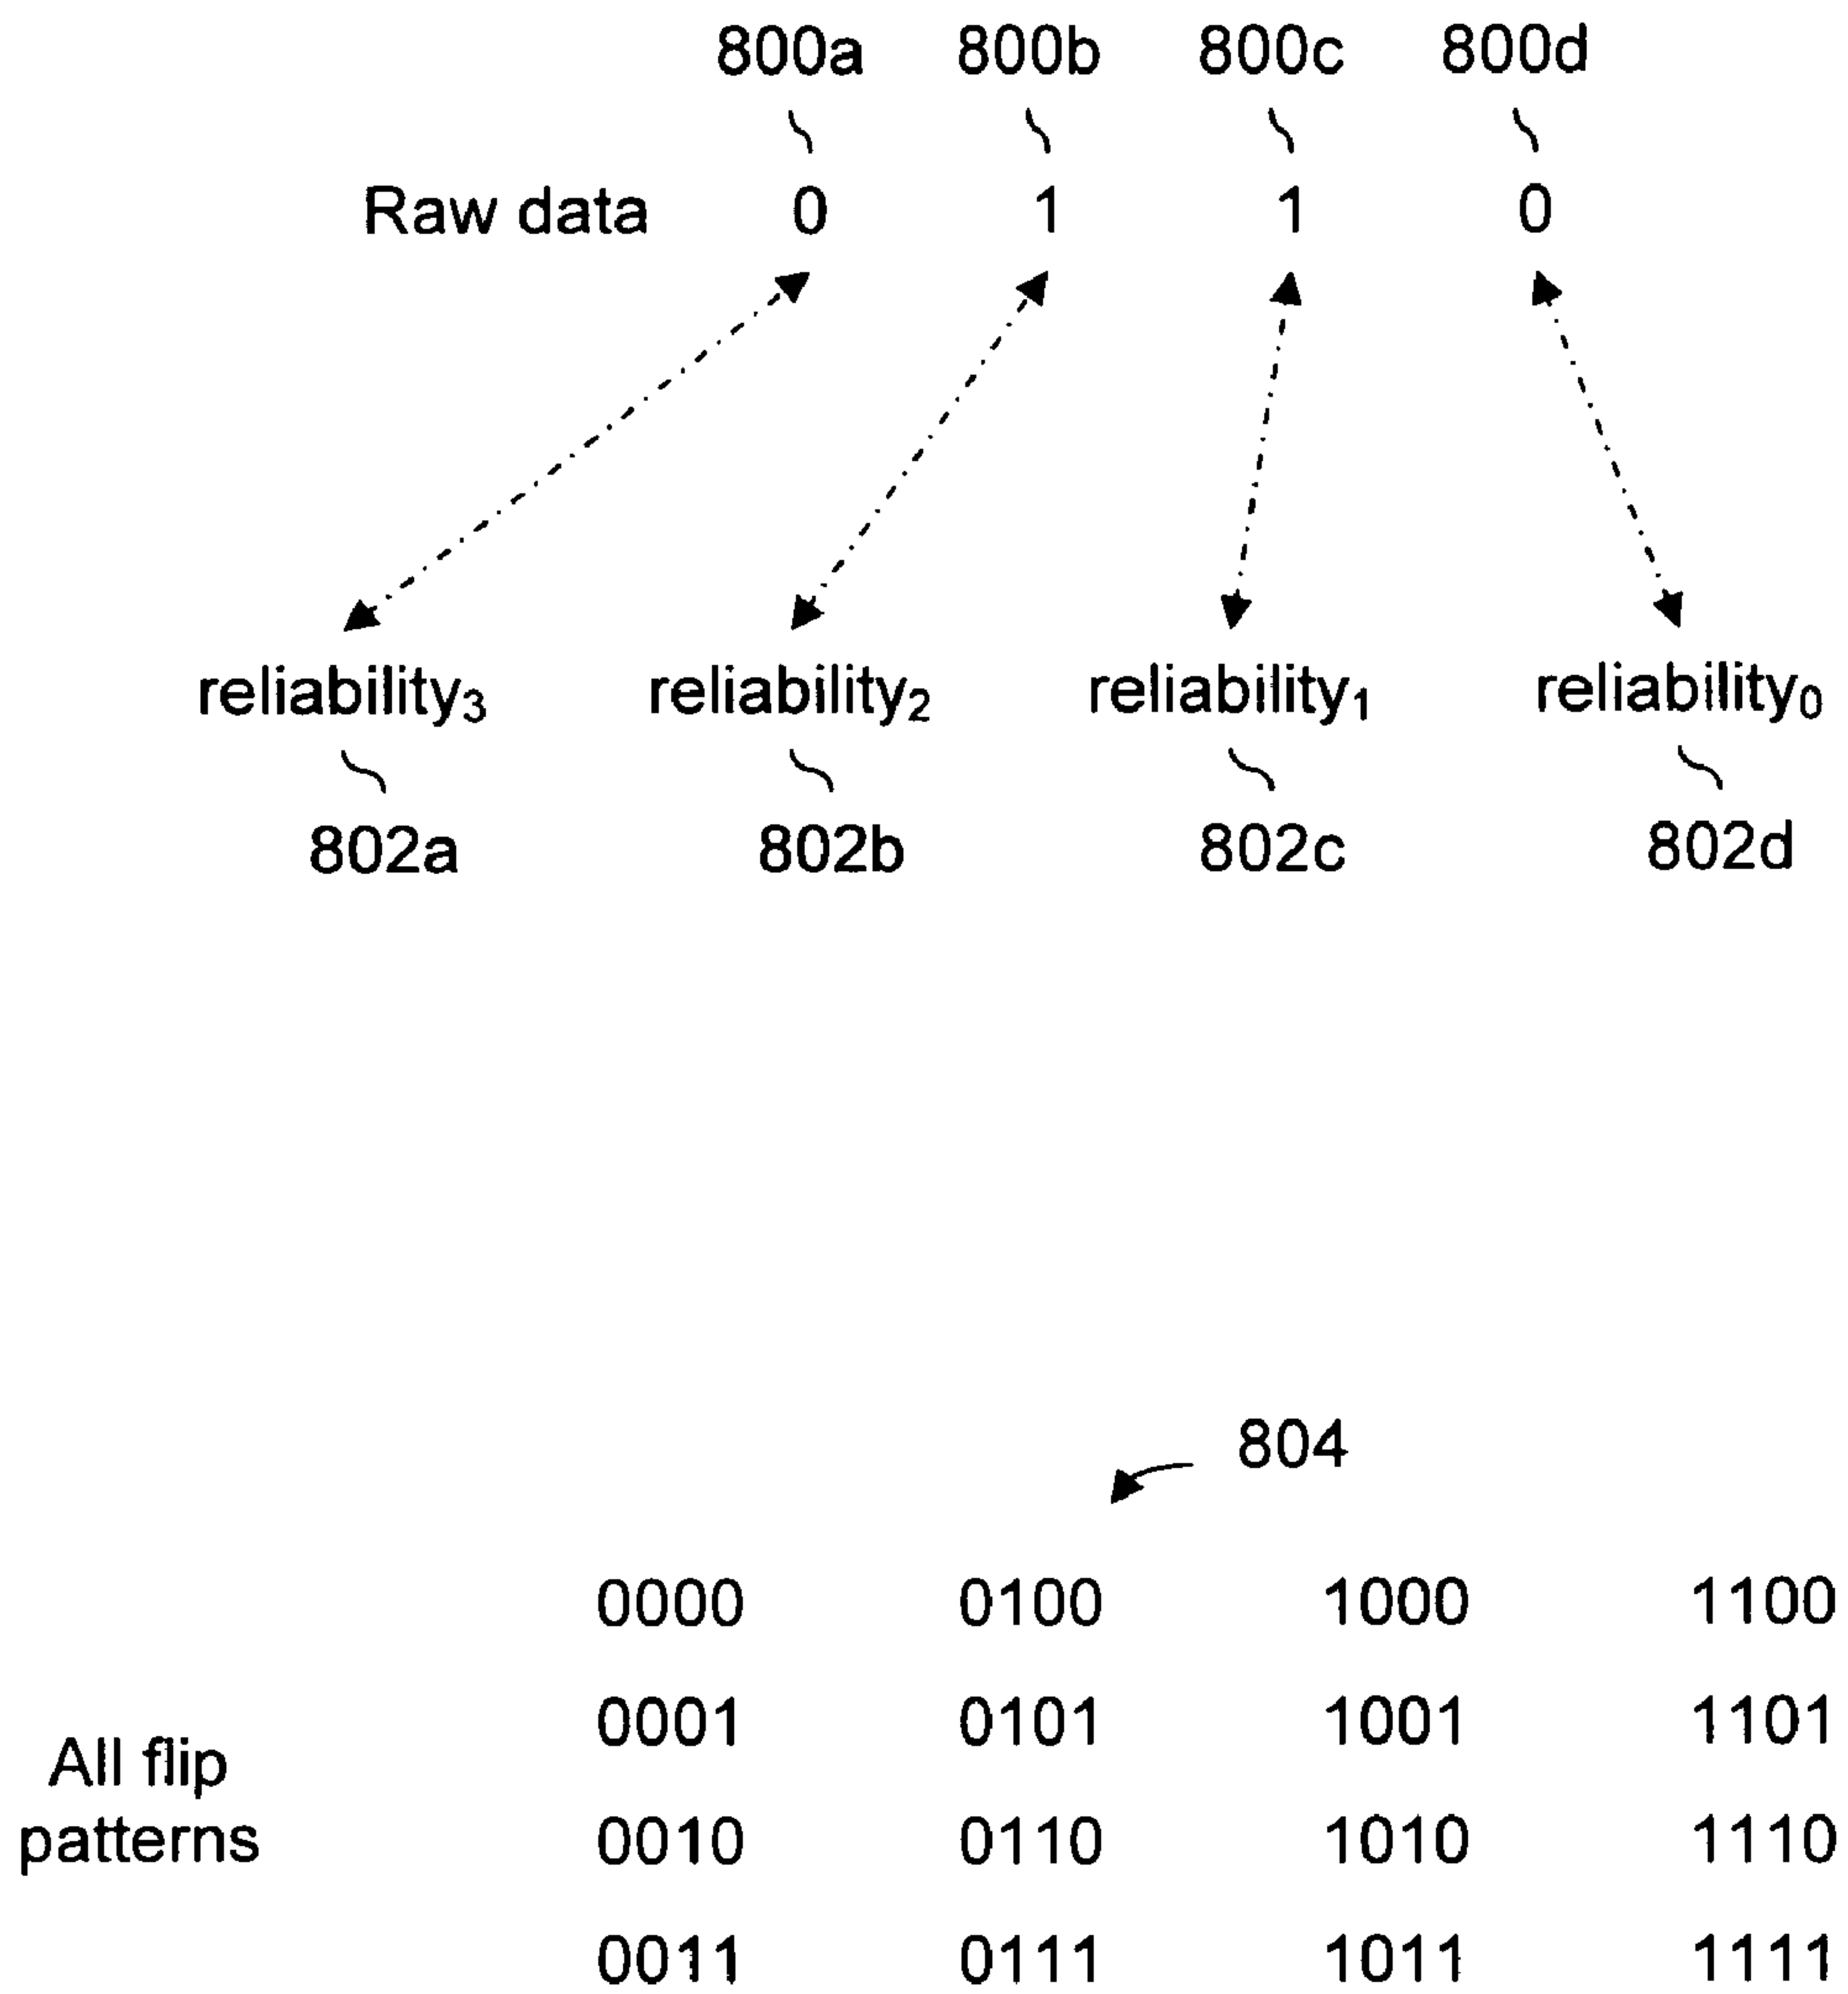 800a 800b 800c 800d
Raw data 0 1 1 0
reliability₃ reliability₂ reliability₁ reliability₀
802a 802b 802c 802d
804
0000 0100 1000 1100
0001 0101 1001 1101
All flip
patterns
0010 0110 1010 1110
0011 0111 1011 1111